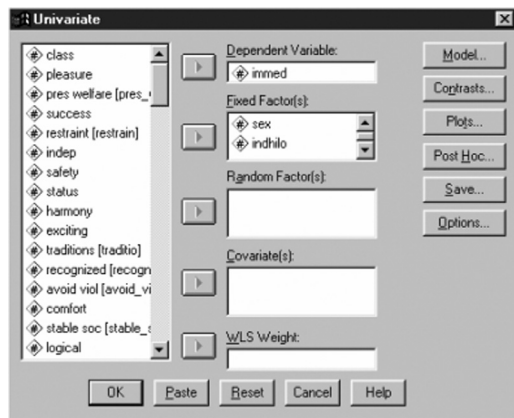 Univariate
class
pleasure
pres welfare [pres_
success
restraint [restrain]
indep
safety
status
harmony
exciting
traditions [traditio]
recognized [recogn
avoid viol [avoid_vi
comfort
stable soc [stable_s
logical
Dependent Variable:
immed
Fixed Factor(s):
sex
indhilo
Random Factor(s):
Covariate(s):
WLS Weight:
Model...
Contrasts...
Plots...
Post Hoc...
Save...
Options...
OK Paste Reset Cancel Help